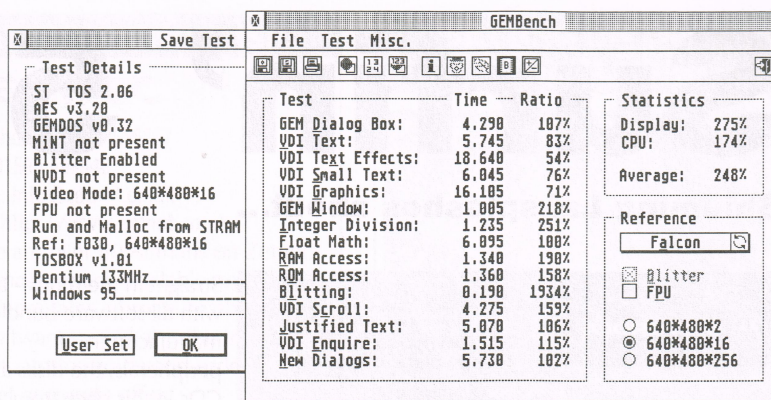 Save Test
Test Details
ST TOS 2.06
AES v3.20
GEMDOS v0.32
MiNT not present
Blitter Enabled
NVDI not present
Video Mode: 640*480*16
FPU not present
Run and Malloc from STRAM
Ref: F030, 640*480*16
TOSBOX v1.01
Pentium 133MHz
Windows 95
User Set OK
GEMBench
File Test Misc.
Test Time Ratio
GEM Dialog Box: 4.290 107%
VDI Text: 5.745 83%
VDI Text Effects: 18.640 54%
VDI Small Text: 6.045 76%
VDI Graphics: 16.105 71%
GEM Window: 1.005 218%
Integer Division: 1.235 251%
Float Math: 6.095 100%
RAM Access: 1.340 190%
ROM Access: 1.360 158%
Blitting: 0.190 1934%
VDI Scroll: 4.275 159%
Justified Text: 5.070 106%
VDI Enquire: 1.515 115%
New Dialogs: 5.730 102%
Statistics
Display: 275%
CPU: 174%
Average: 248%
Reference
Falcon
Blitter
FPU
640*480*2
640*480*16
640*480*256